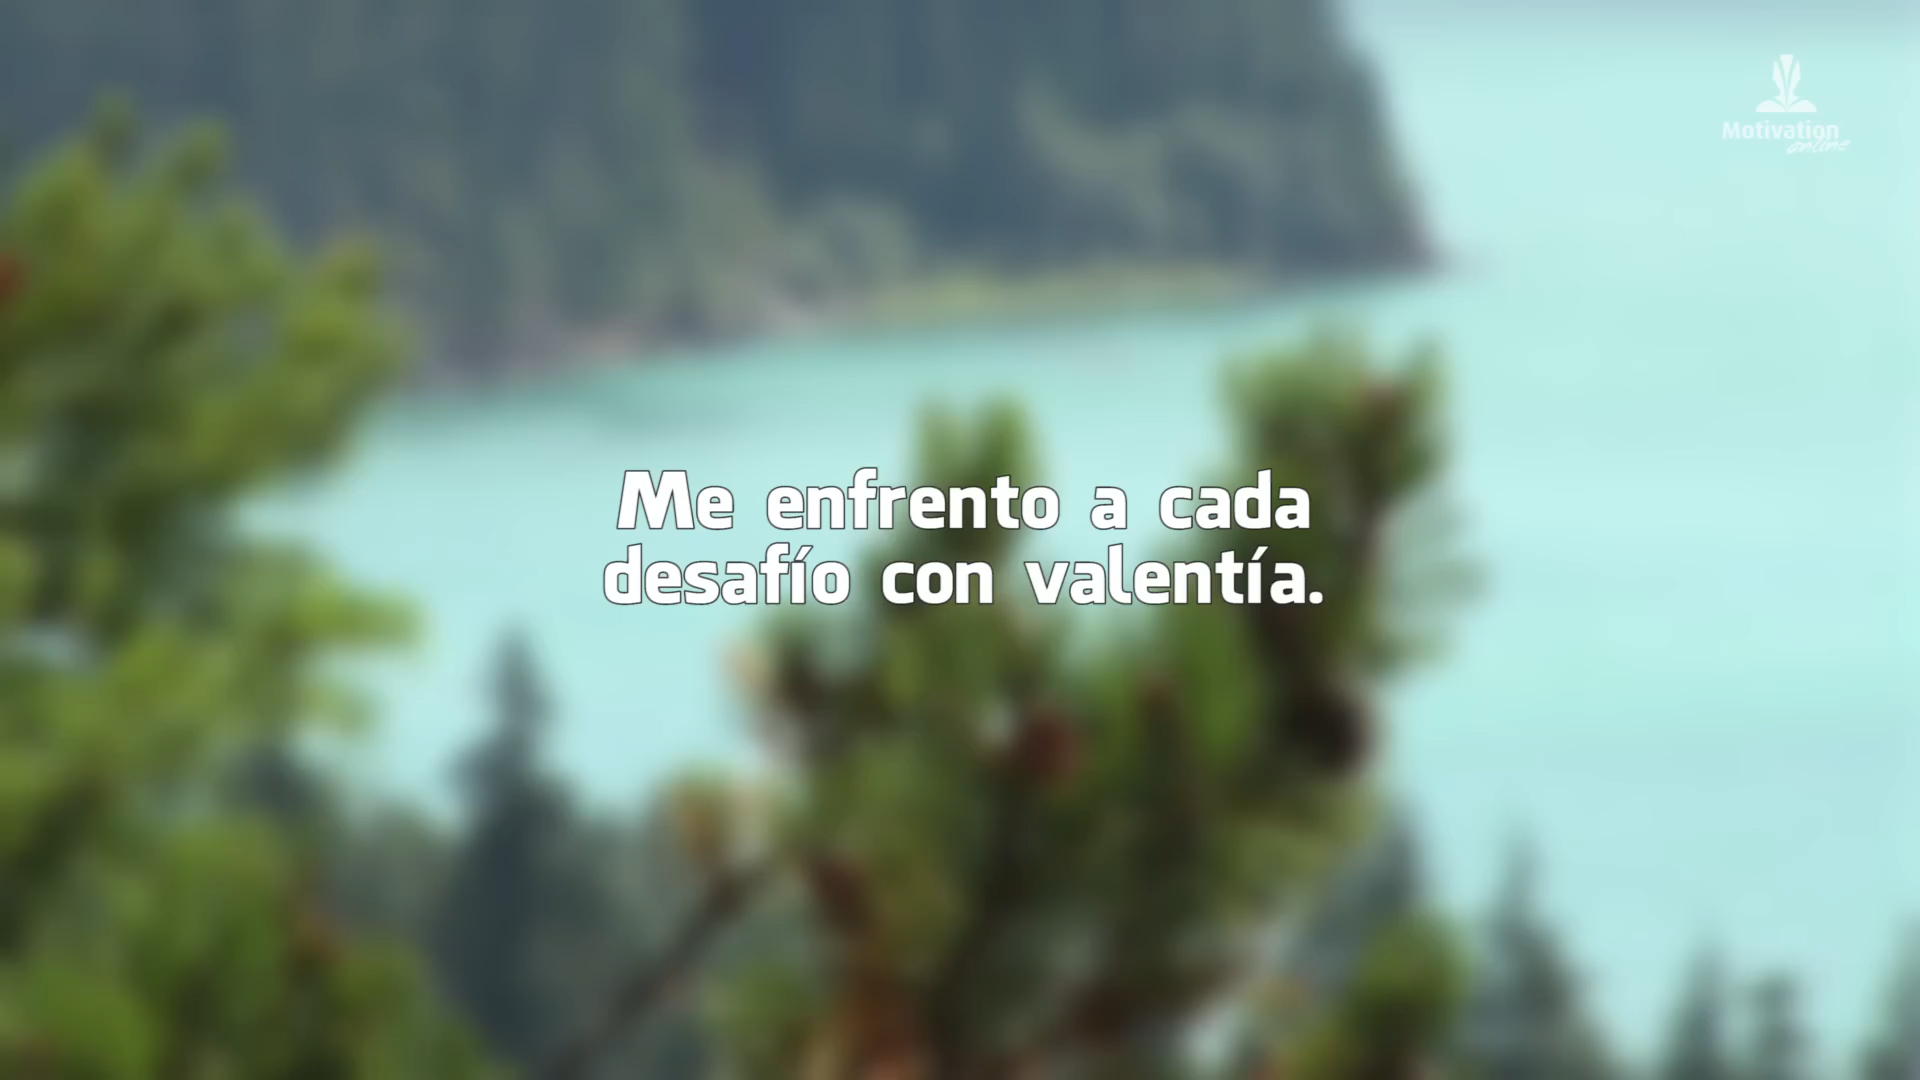 Motivation
online
Me enfrento a cada
desafío con valentía.